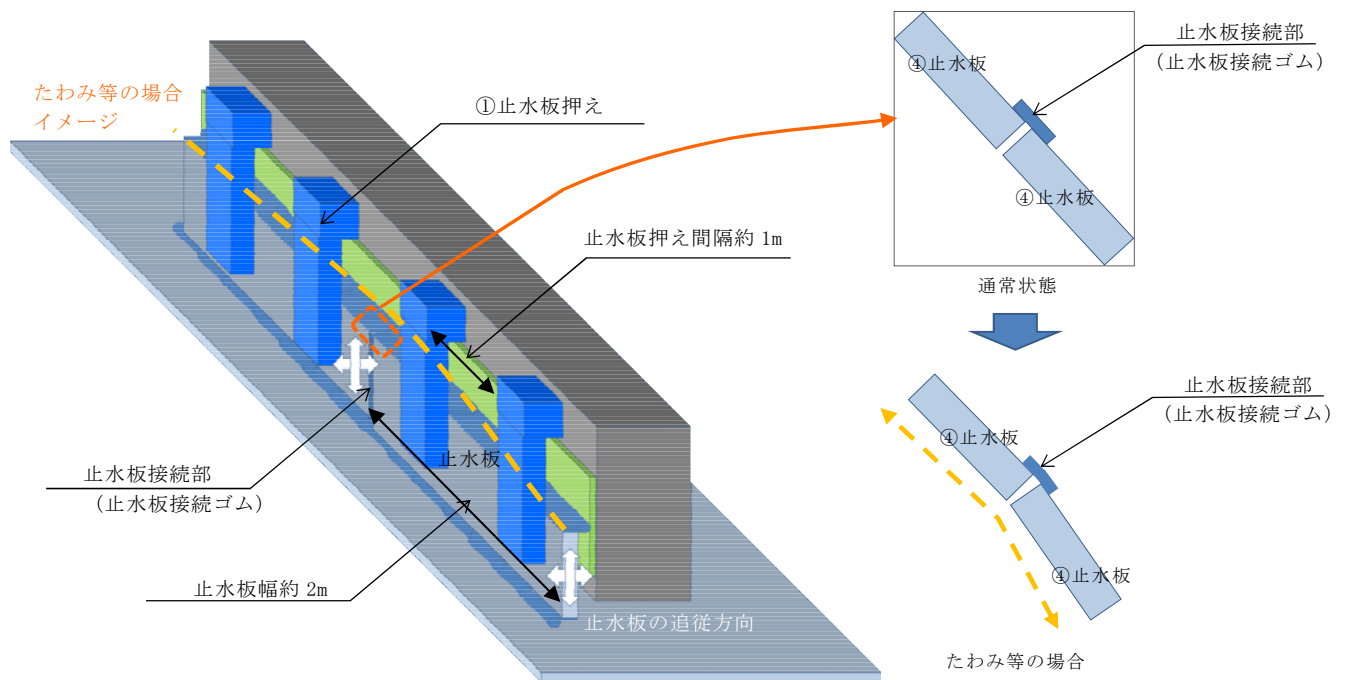 たわみ等の場合
イメージ
①止水板押え
止水板押え間隔約 1m
止水板
止水板接続部
(止水板接続ゴム)
止水板幅約 2m
止水板の追従方向
止水板接続部
(止水板接続ゴム)
④止水板
④止水板
通常状態
止水板接続部
(止水板接続ゴム)
④止水板
④止水板
たわみ等の場合